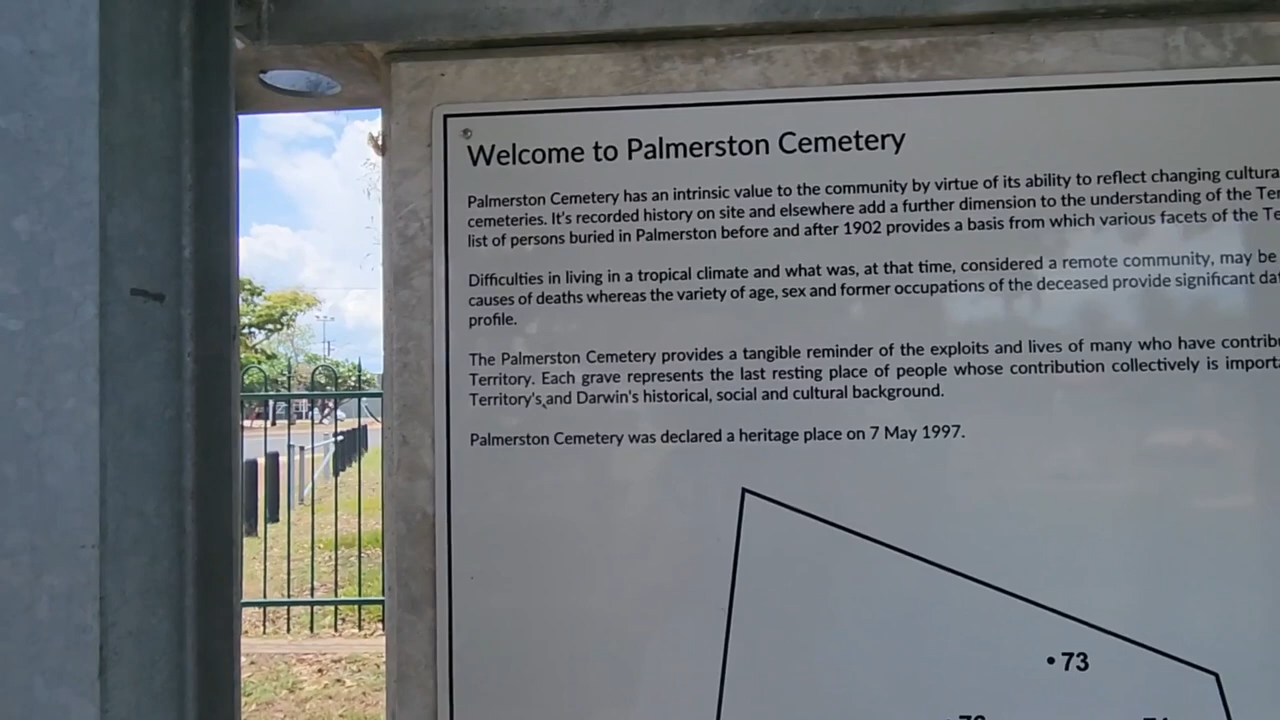 Welcome to Palmerston Cemetery
Palmerston Cemetery has an intrinsic value to the community by virtue of its ability to reflect changing cultura
cemeteries. It's recorded history on site and elsewhere add a further dimension to the understanding of the Ter
list of persons buried in Palmerston before and after 1902 provides a basis from which various facets of the Te
Difficulties in living in a tropical climate and what was, at that time, considered a remote community, may be
causes of deaths whereas the variety of age, sex and former occupations of the deceased provide significant dat
profile.
The Palmerston Cemetery provides a tangible reminder of the exploits and lives of many who have contribu
Territory. Each grave represents the last resting place of people whose contribution collectively is importa
Territory's and Darwin's historical, social and cultural background.
Palmerston Cemetery was declared a heritage place on 7 May 1997.
• 73